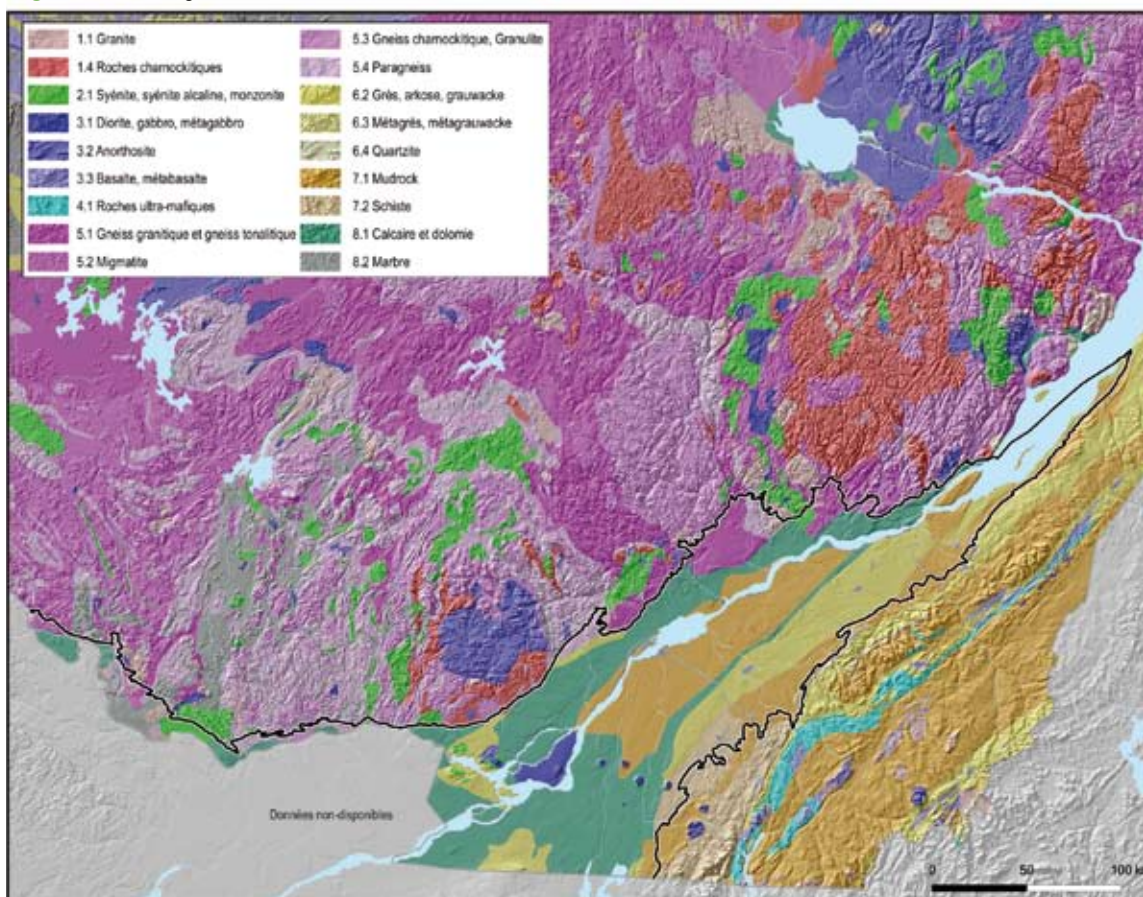 1.1 Granite
1.4 Roches charnockitiques
2.1 Syénite, syénite alcaline, monzonite
3.1 Diorite, gabbro, métagabbro
3.2 Anorthosite
3.3 Basalte, métabasalte
4.1 Roches ultra-mafiques
5.1 Gneiss granitique et gneiss tonalitique
5.2 Migmatite
5.3 Gneiss charnockitique, Granulite
5.4 Paragneiss
6.2 Grès, arkose, grauwacke
6.3 Métagrès, métagrauwacke
6.4 Quartzite
7.1 Mudrock
7.2 Schiste
8.1 Calcaire et dolomie
8.2 Marbre
Données non-disponibles
0 50 100